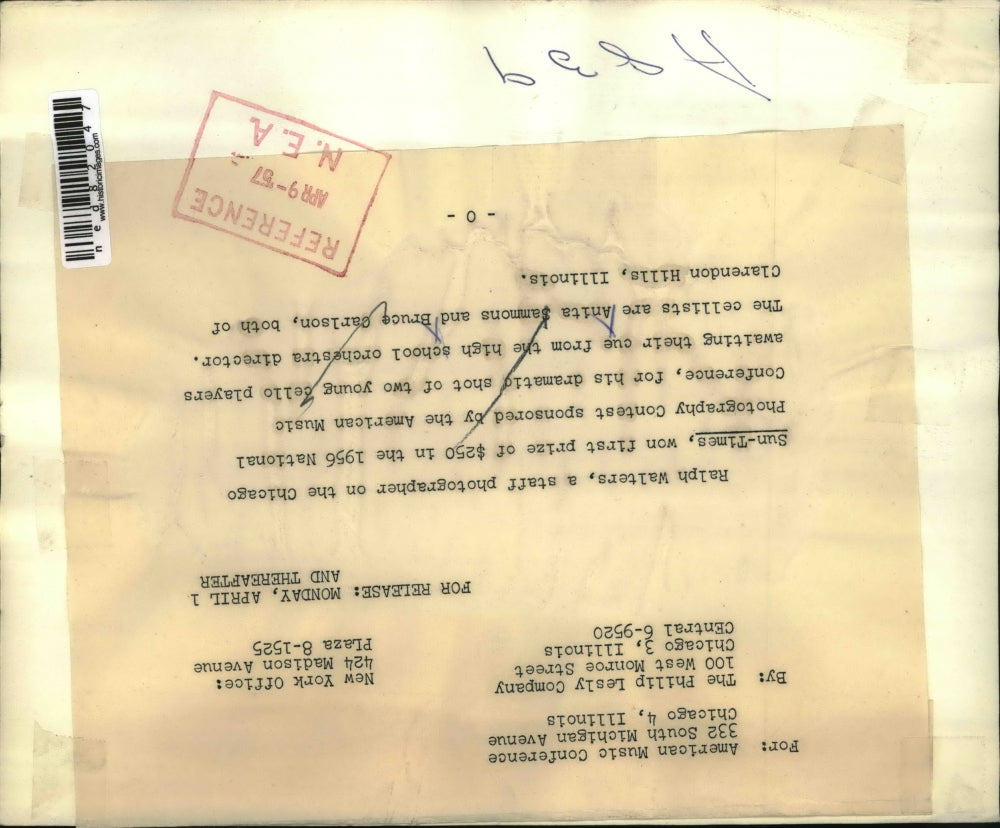 For: American Music Conference
332 South Michigan Avenue
Chicago 4, Illinois
By: The Philip Lesly Company
100 West Monroe Street
Chicago 3, Illinois
CEntral 6-9520
New York Office:
424 Madison Avenue
PLaza 8-1525
FOR RELEASE: MONDAY, APRIL 1
AND THEREAFTER
Ralph Walters, a staff photographer on the Chicago
Sun-Times, won first prize of $250 in the 1956 National
Photography Contest sponsored by the American Music
Conference, for his dramatic shot of two young cello players
awaiting their cue from the high school orchestra director.
The cellists are Anita Sammons and Bruce Carlson, both of
Clarendon Hills, Illinois.
- 0 -
REFERENCE
APR 9-'57
N.E.A.
ned82047
www.historicimages.com